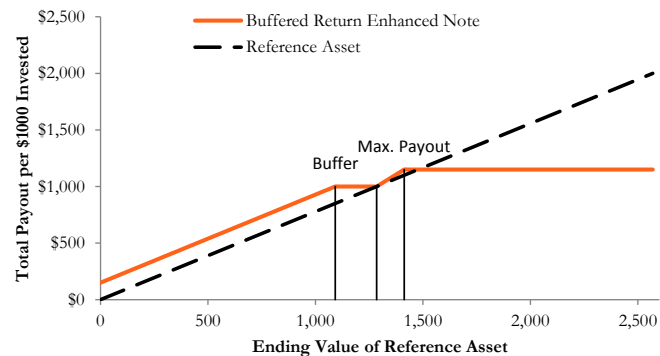 $2,500
Buffered Return Enhanced Note
Reference Asset
$2,000
$1,500
Max. Payout
Buffer
$1,000
$500
$0
0
500
1,000
1,500
2,000
2,500
Total Payout per $1000 Invested
Ending Value of Reference Asset